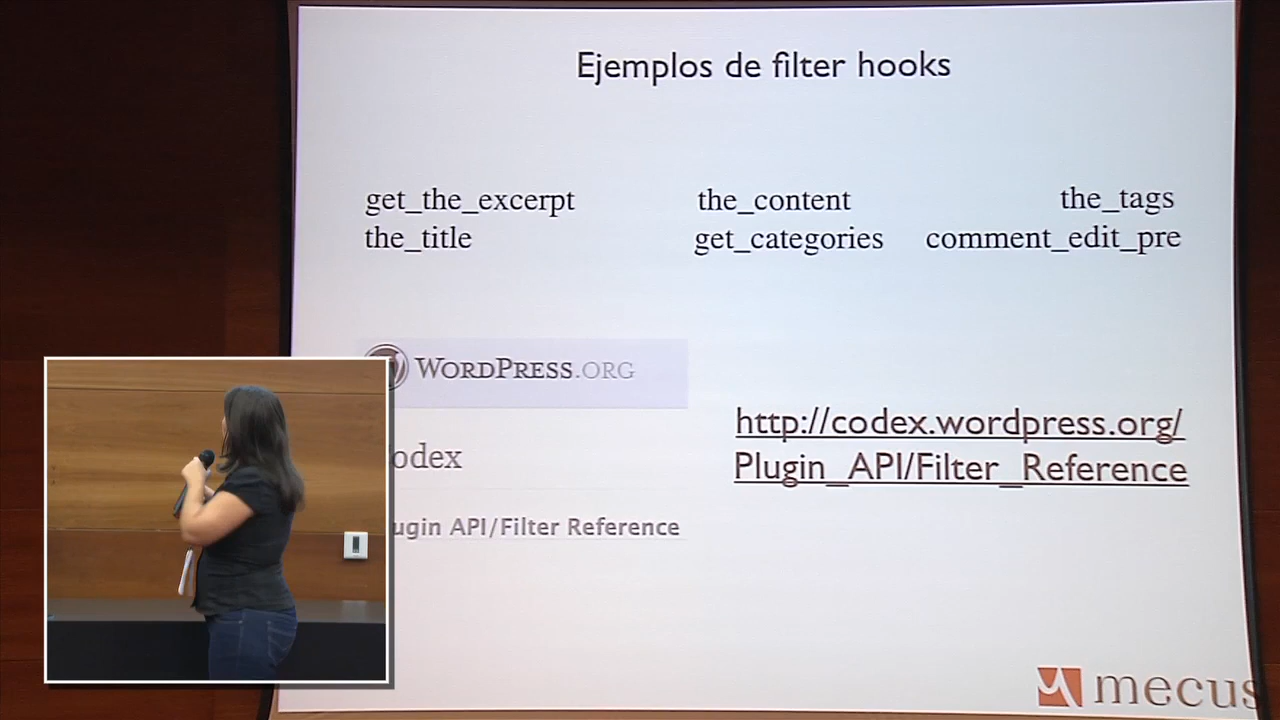 Ejemplos de filter hooks
get_the_excerpt the_content the_tags
the_title get_categories comment_edit_pre
WORDPRESS.ORG
odex
ugin API/Filter Reference
http://codex.wordpress.org/
Plugin_API/Filter_Reference
mecus